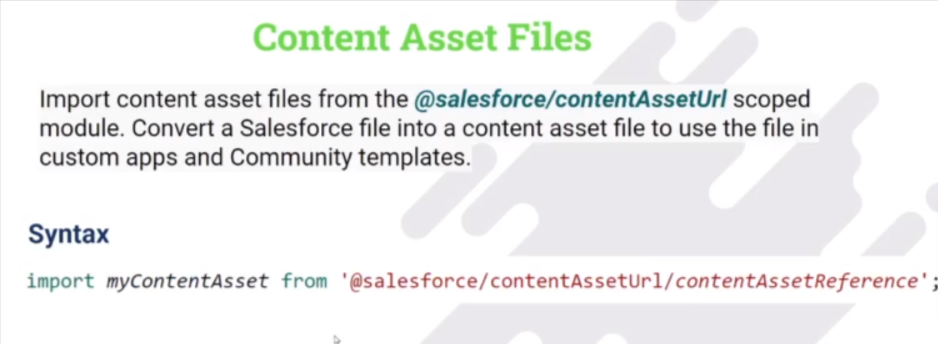 Content Asset Files
Import content asset files from the @salesforce/contentAssetUrl scoped
module. Convert a Salesforce file into a content asset file to use the file in
custom apps and Community templates.
Syntax
import myContentAsset from '@salesforce/contentAssetUrl/contentAssetReference';